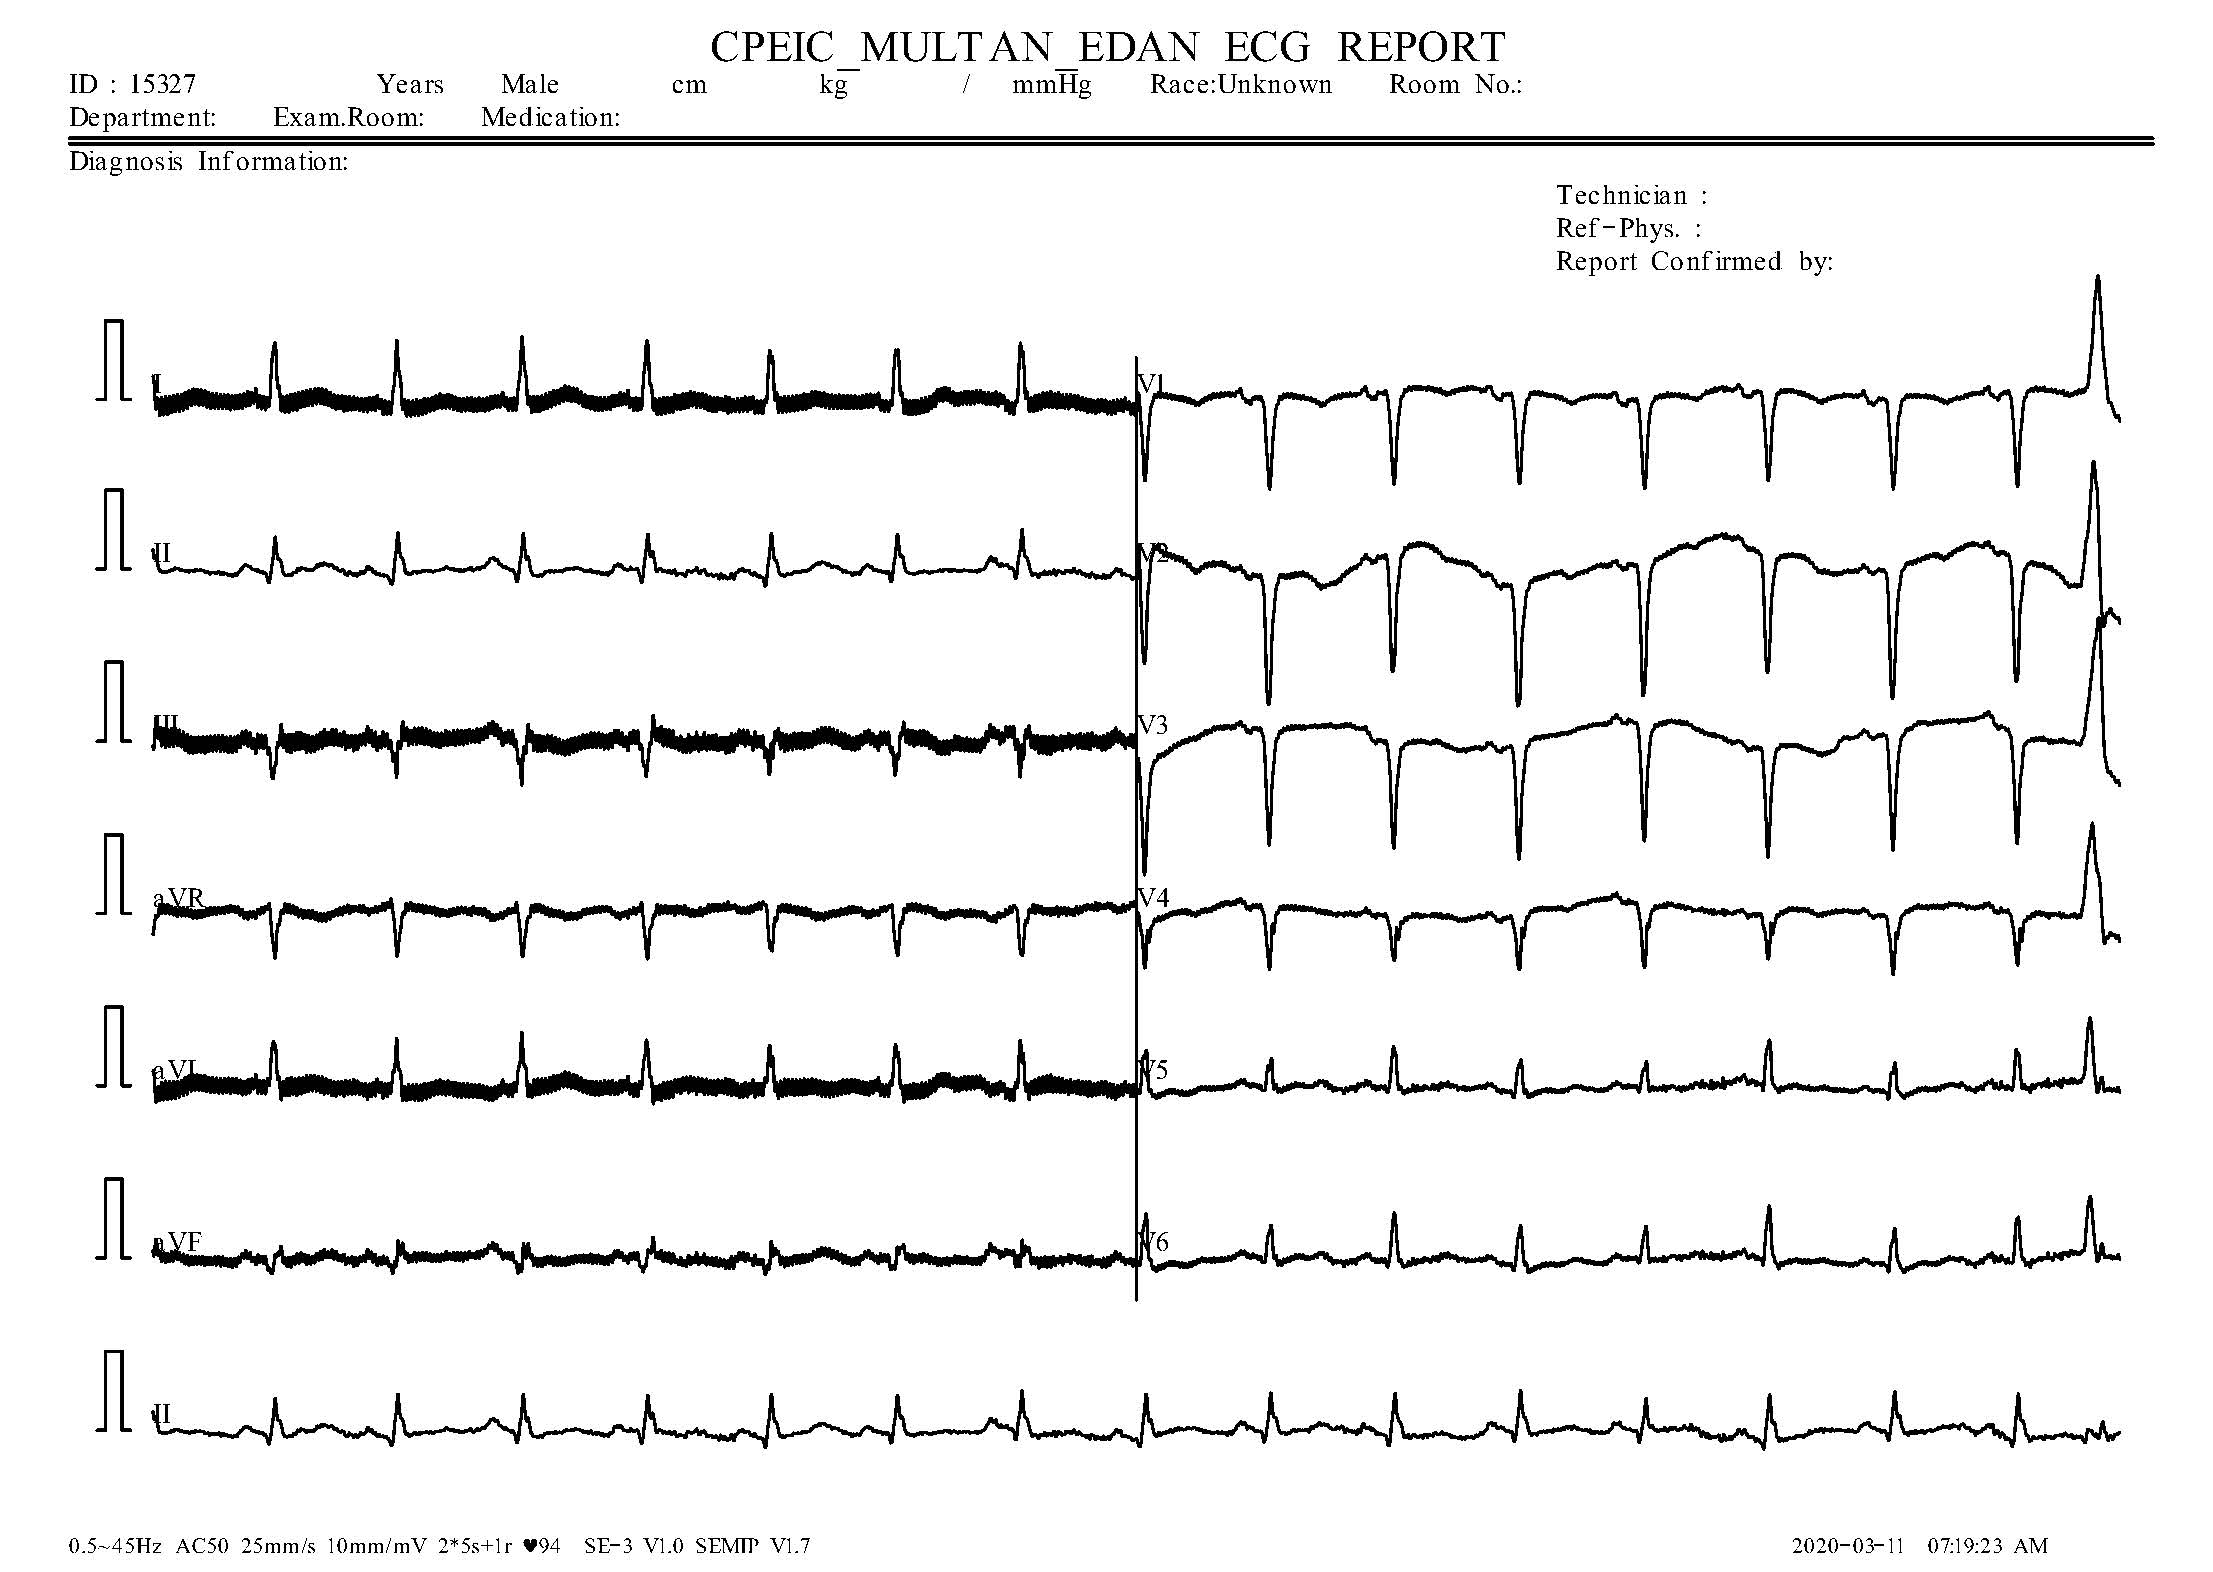 CPEIC_MULTAN_EDAN ECG REPORT
ID : 15327 Years Male cm kg / mmHg Race:Unknown Room No.:
Department: Exam.Room: Medication:
Diagnosis Information:
Technician :
Ref-Phys. :
Report Confirmed by:
I
V1
II
V2
III
V3
aVR
V4
aVL
V5
aVF
V6
II
0.5~45Hz AC50 25mm/s 10mm/mV 2*5s+1r ♥94 SE-3 V1.0 SEMIP V1.7 2020-03-11 07:19:23 AM